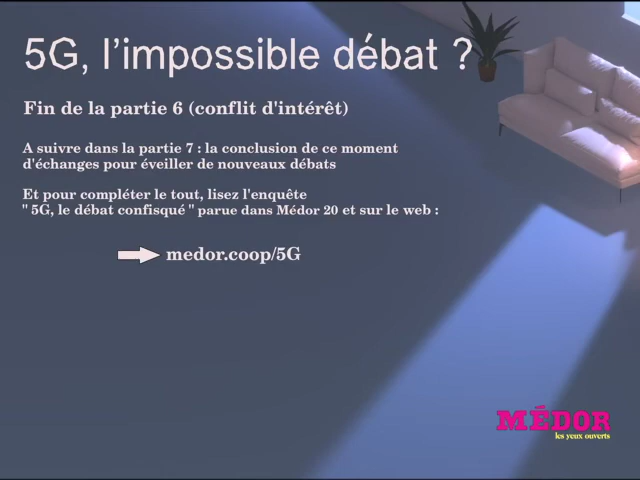 5G, l’impossible débat ?
Fin de la partie 6 (conflit d'intérêt)
A suivre dans la partie 7 : la conclusion de ce moment
d'échanges pour éveiller de nouveaux débats
Et pour compléter le tout, lisez l'enquête
" 5G, le débat confisqué " parue dans Médor 20 et sur le web :
medor.coop/5G
MÉDOR
les yeux ouverts